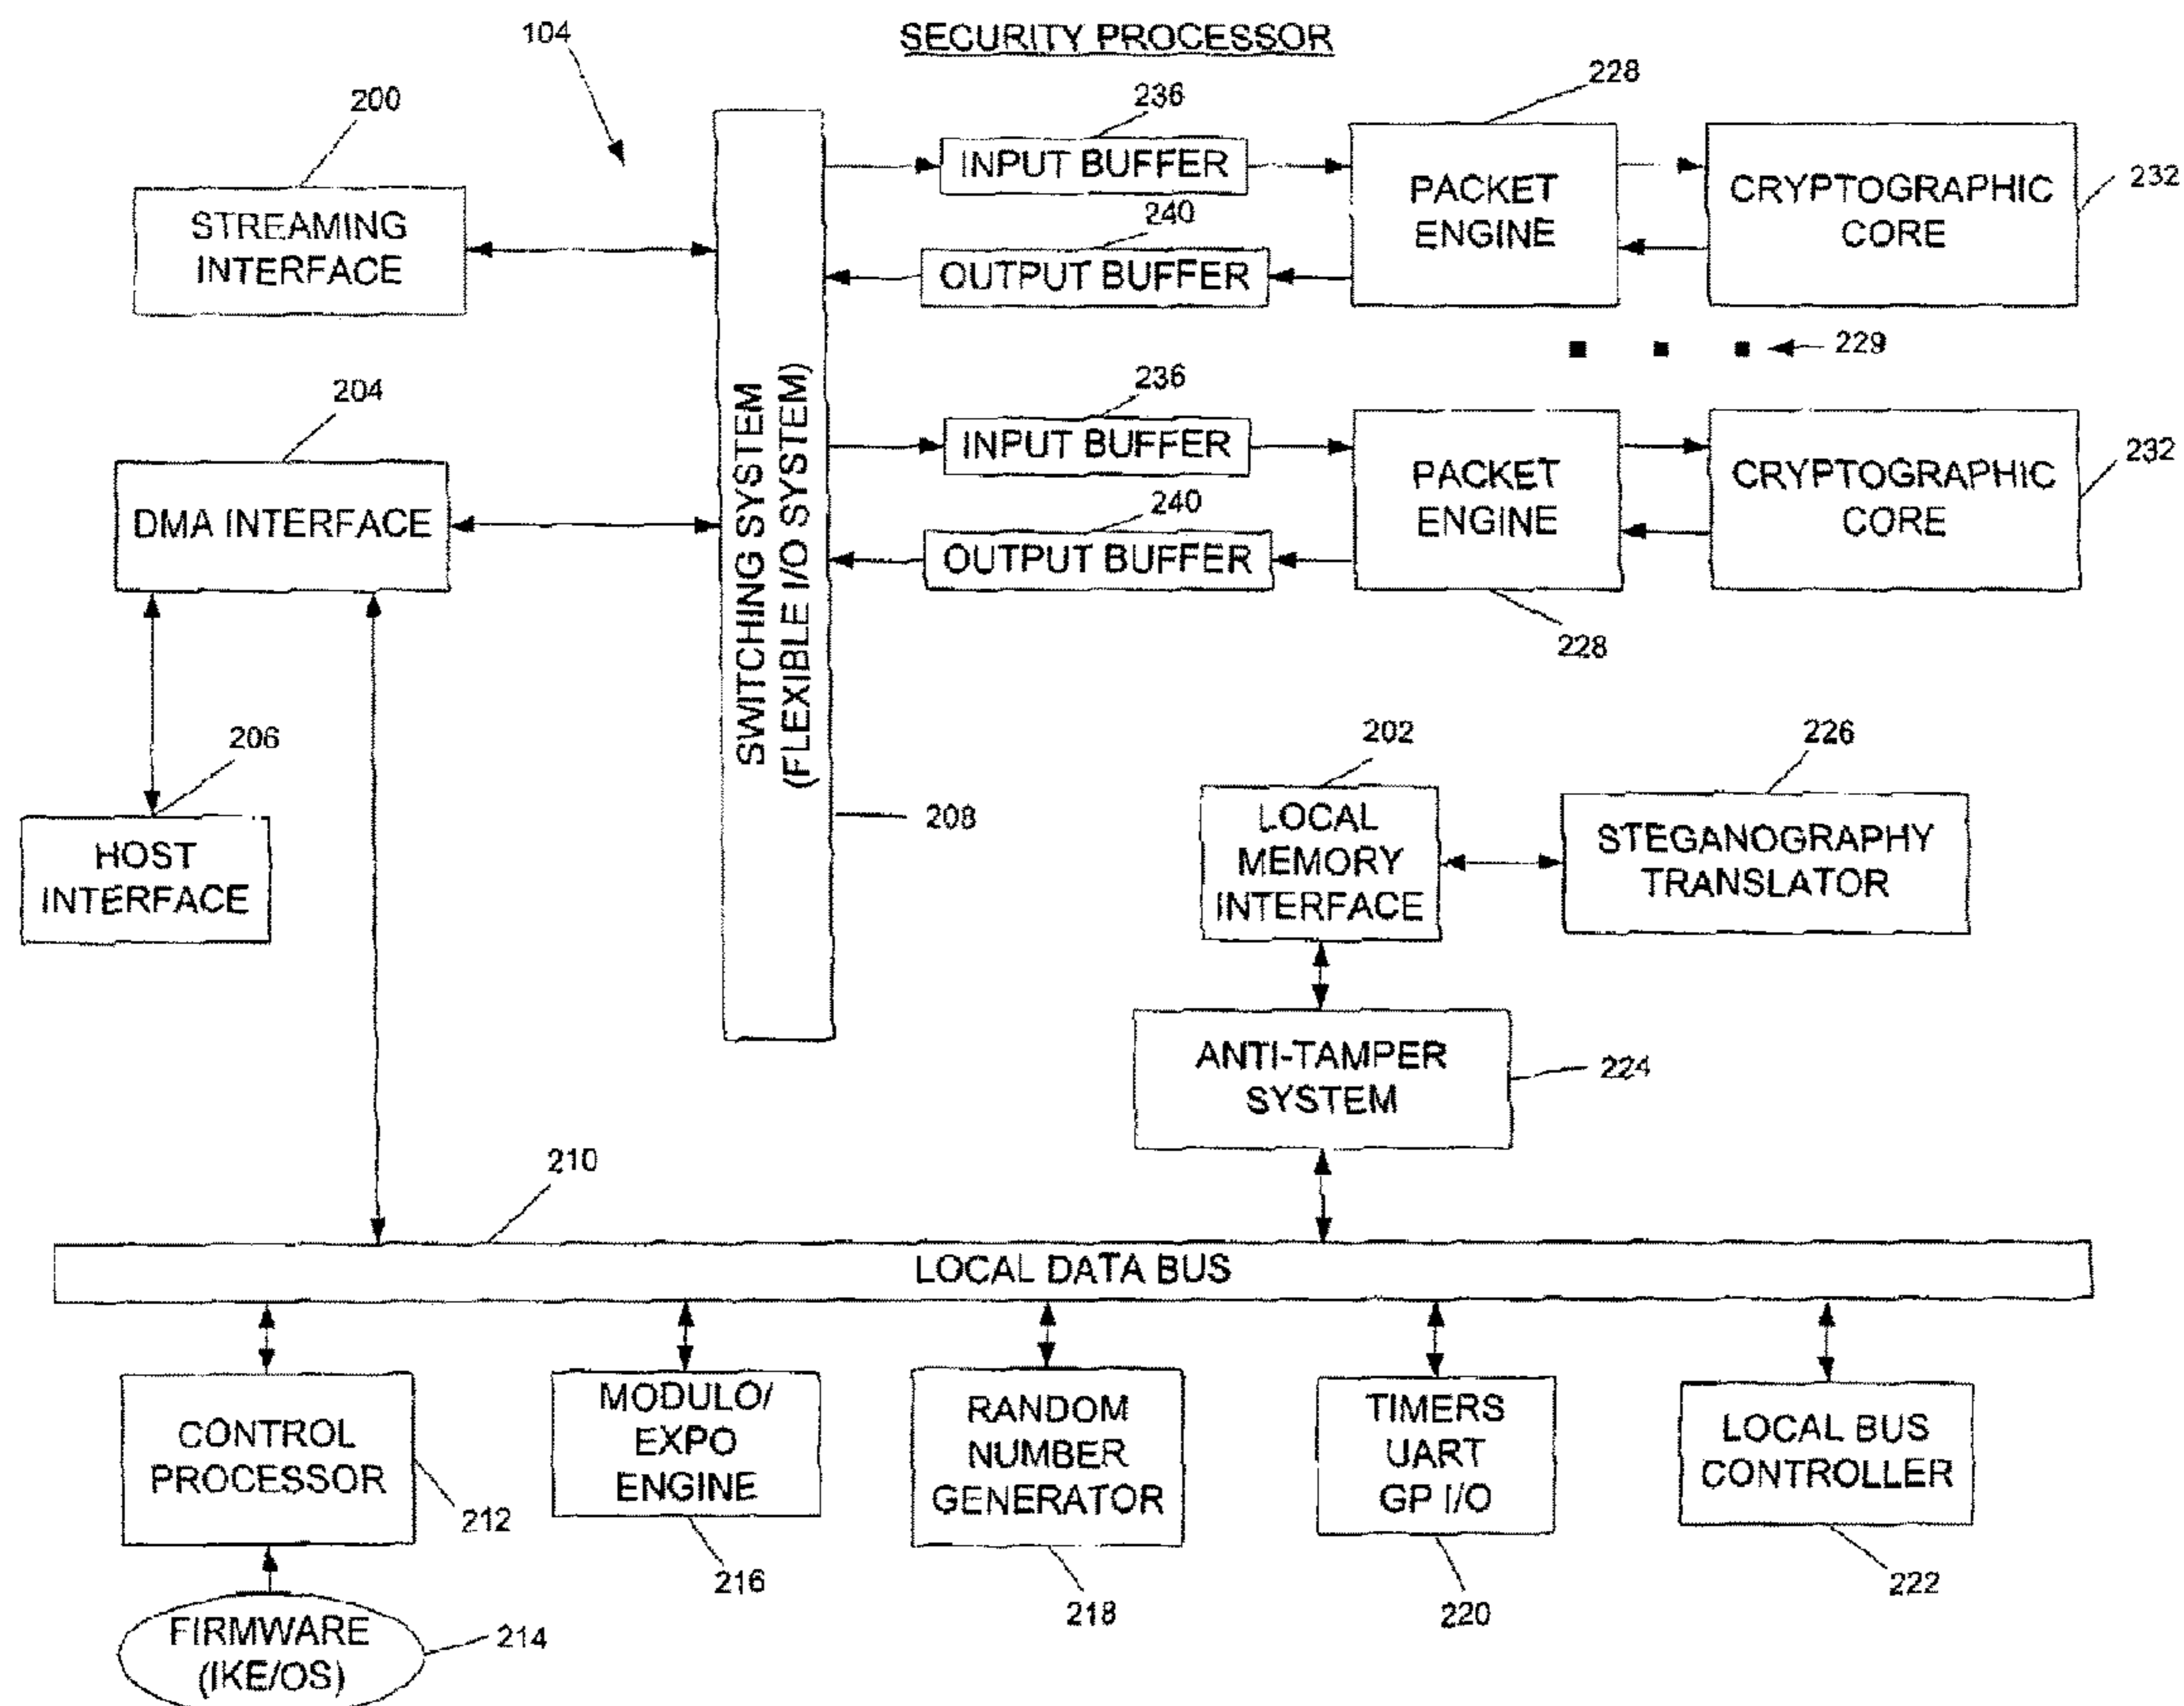 SECURITY PROCESSOR
104
200
STREAMING
INTERFACE
204
DMA INTERFACE
206
HOST
INTERFACE
SWITCHING SYSTEM
(FLEXIBLE I/O SYSTEM)
208
236
INPUT BUFFER
240
OUTPUT BUFFER
228
PACKET
ENGINE
CRYPTOGRAPHIC
CORE
232
229
236
INPUT BUFFER
240
OUTPUT BUFFER
PACKET
ENGINE
228
CRYPTOGRAPHIC
CORE
232
202
LOCAL
MEMORY
INTERFACE
226
STEGANOGRAPHY
TRANSLATOR
ANTI-TAMPER
SYSTEM
224
210
LOCAL DATA BUS
CONTROL
PROCESSOR
212
FIRMWARE
(IKE/OS)
214
MODULO/
EXPO
ENGINE
216
RANDOM
NUMBER
GENERATOR
218
TIMERS
UART
GP I/O
220
LOCAL BUS
CONTROLLER
222